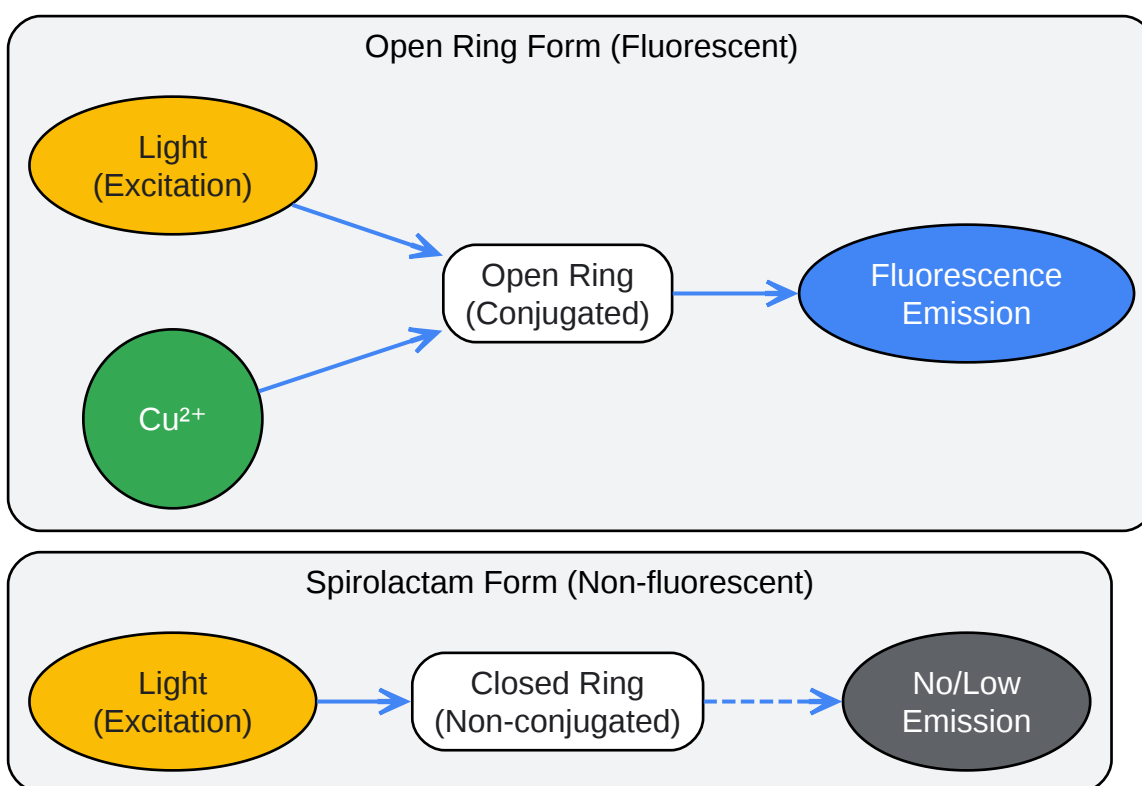 Open Ring Form (Fluorescent)
Light
(Excitation)
Open Ring
(Conjugated)
Fluorescence
Emission
Cu²⁺
Spirolactam Form (Non-fluorescent)
Light
(Excitation)
Closed Ring
(Non-conjugated)
No/Low
Emission